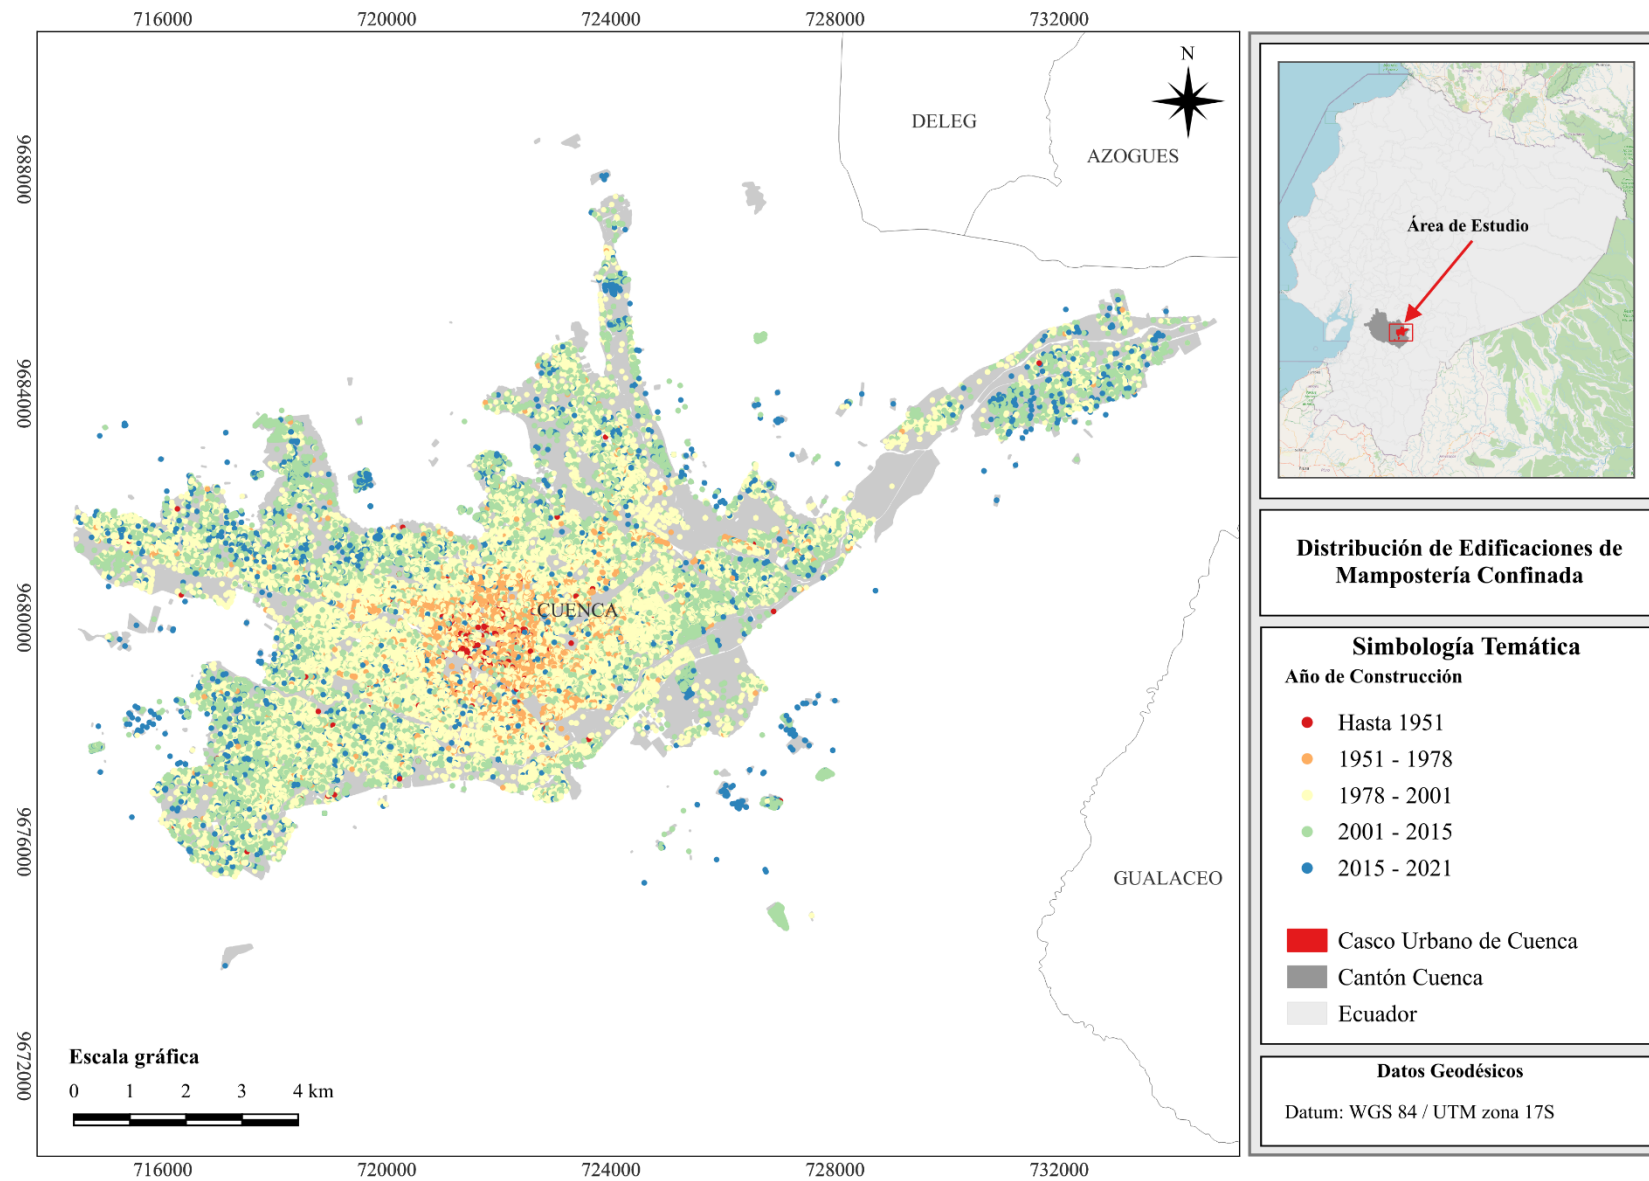 716000 720000 724000 728000 732000
N
DELEG
AZOGUES
9688000
9684000
9680000
9676000
9672000
CUENCA
GUALACEO
Escala gráfica
0 1 2 3 4 km
716000 720000 724000 728000 732000
Área de Estudio
Distribución de Edificaciones de
Mampostería Confinada
Simbología Temática
Año de Construcción
Hasta 1951
1951 - 1978
1978 - 2001
2001 - 2015
2015 - 2021
Casco Urbano de Cuenca
Cantón Cuenca
Ecuador
Datos Geodésicos
Datum: WGS 84 / UTM zona 17S